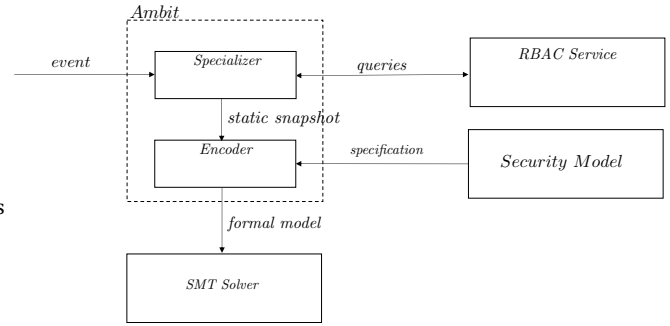 Ambit
event
Specializer
queries
RBAC Service
static snapshot
Encoder
specification
Security Model
s
formal model
SMT Solver